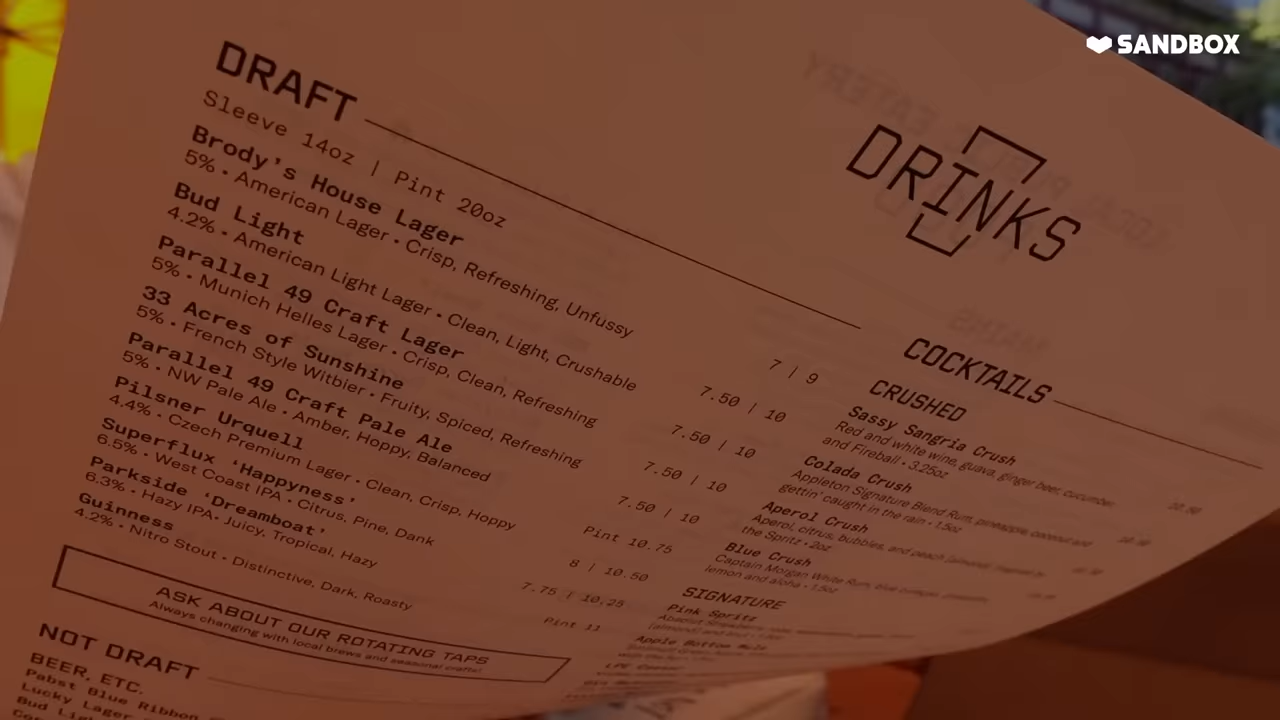 SANDBOX
DRINKS
DRAFT
Sleeve 14oz | Pint 20oz
Brody's House Lager
5% • American Lager • Crisp, Refreshing, Unfussy
7 | 9
Bud Light
4.2% • American Light Lager • Clean, Light, Crushable
7.50 | 10
Parallel 49 Craft Lager
5% • Munich Helles Lager • Crisp, Clean, Refreshing
7.50 | 10
33 Acres of Sunshine
5% • French Style Witbier • Fruity, Spiced, Refreshing
7.50 | 10
Parallel 49 Craft Pale Ale
5% • NW Pale Ale • Amber, Hoppy, Balanced
7.50 | 10
Pilsner Urquell
4.4% • Czech Premium Lager • Clean, Crisp, Hoppy
Pint 10.75
Superflux 'Happyness'
6.5% • West Coast IPA • Citrus, Pine, Dank
8 | 10.50
Parkside 'Dreamboat'
6.3% • Hazy IPA • Juicy, Tropical, Hazy
7.75 | 10.25
Guinness
4.2% • Nitro Stout • Distinctive, Dark, Roasty
Pint 11
ASK ABOUT OUR ROTATING TAPS
Always changing with local brews and seasonal crafts!
NOT DRAFT
BEER, ETC.
Pabst Blue Ribbon
Lucky Lager
Bud Light
COCKTAILS
CRUSHED
Sassy Sangria Crush
Red and white wine, guava, ginger beer, cucumber,
and Fireball • 3.25oz
Colada Crush
Appleton Signature Blend Rum, pineapple, coconut and
gettin' caught in the rain • 1.5oz
Aperol Crush
Aperol, citrus, bubbles, and peach
the Spritz • 2oz
Blue Crush
Captain Morgan White Rum, blue curaçao,
lemon and aloha • 1.5oz
SIGNATURE
Pink Spritz
Apple Bottom